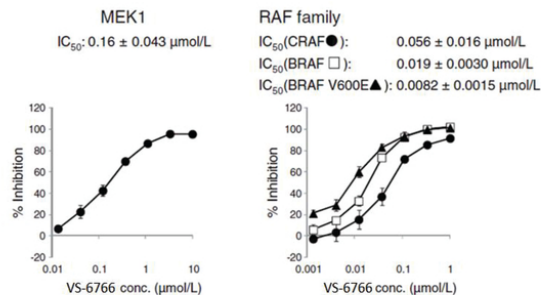 MEK1
IC50: 0.16 ± 0.043 µmol/L
% Inhibition
120
100
80
60
40
20
0
-20
0.01 0.1 1 10
VS-6766 conc. (µmol/L)
RAF family
IC50(CRAF ●): 0.056 ± 0.016 µmol/L
IC50(BRAF □): 0.019 ± 0.0030 µmol/L
IC50(BRAF V600E▲): 0.0082 ± 0.0015 µmol/L
% Inhibition
120
100
80
60
40
20
0
-20
0.001 0.01 0.1 1
VS-6766 conc. (µmol/L)